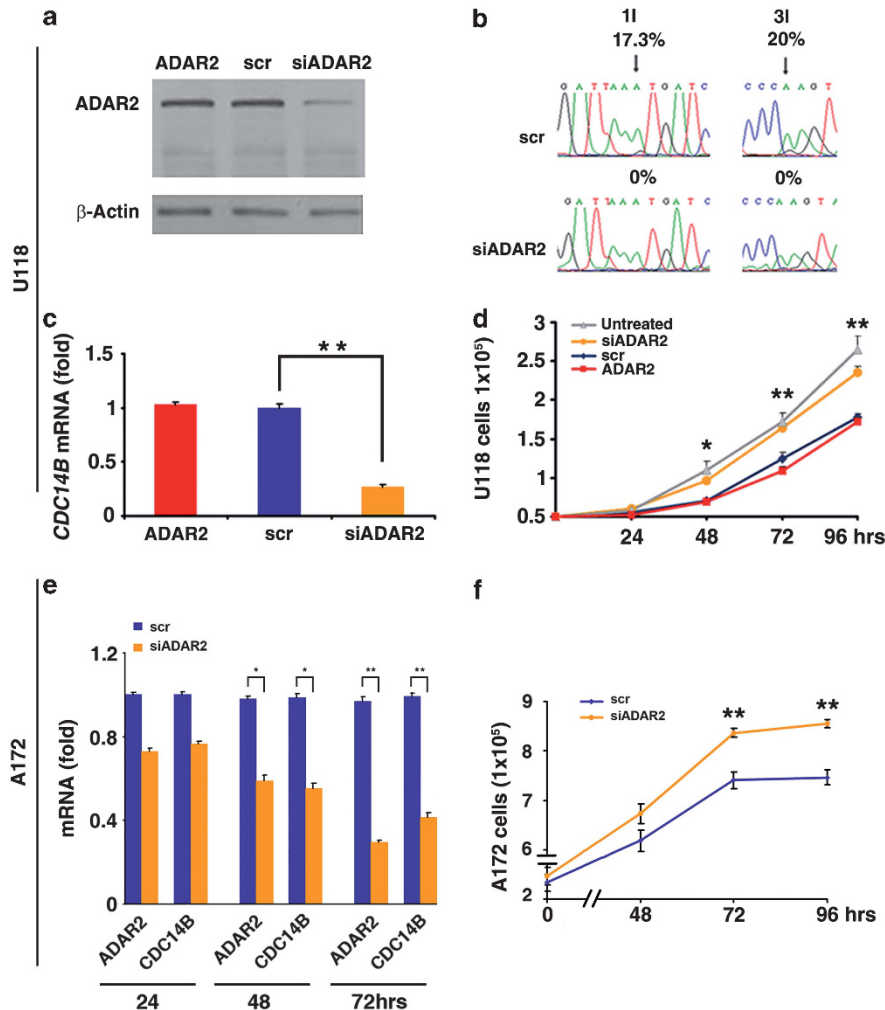 a
ADAR2 scr siADAR2
ADAR2
β-Actin
U118
b
1I 3I
17.3% 20%
G A T T A A A T G A T C C C C A A G T
scr
0% 0%
G A T T A A A T G A T C C C C A A G T A
siADAR2
c
CDC14B mRNA (fold)
1.5
1
0.5
0
**
ADAR2 scr siADAR2
d
U118 cells 1x10⁵)
3
2.5
2
1.5
1
0.5
Untreated
siADAR2
scr
ADAR2
*
**
**
24 48 72 96 hrs
e
A172
scr
siADAR2
mRNA (fold)
1.2
0.8
0.4
0
* * ** **
ADAR2 CDC14B ADAR2 CDC14B ADAR2 CDC14B
24 48 72hrs
f
A172 cells (1x10⁵)
9
8
7
6
2
scr
siADAR2
** **
0 48 72 96 hrs